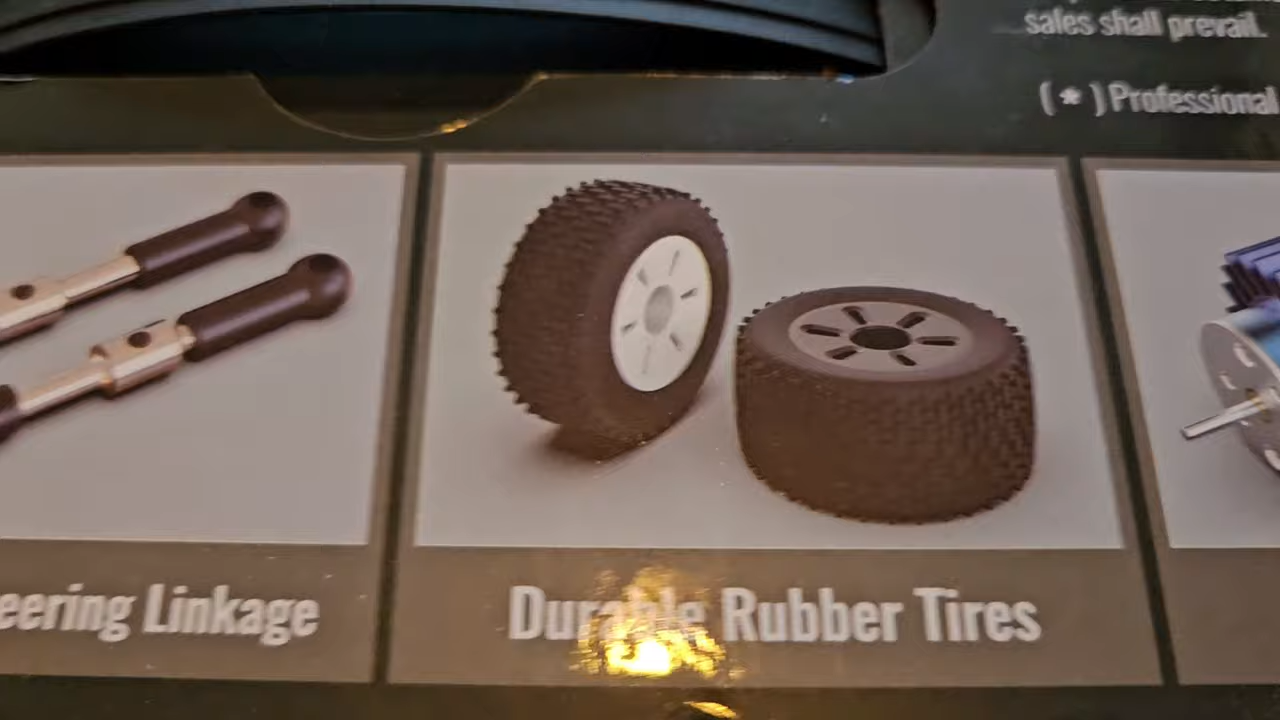 sales shall prevail.
( * ) Professional
eering Linkage
Durable Rubber Tires